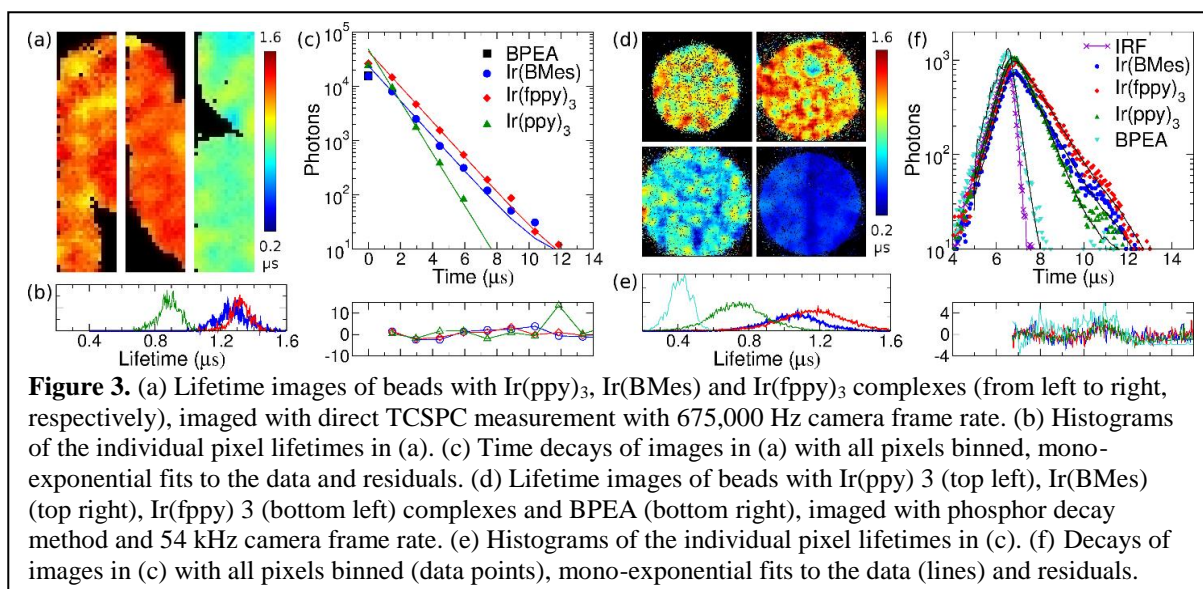 (a)
1.6
0.2
μs
(b)
0.4 0.8 1.2 1.6
Lifetime (μs)
(c)
Photons
10^5
10^4
10^3
10^2
10^1
BPEA
Ir(BMes)
Ir(fppy)3
Ir(ppy)3
0 2 4 6 8 10 12 14
Time (μs)
10
0
-10
(d)
1.6
0.2
μs
(e)
0.4 0.8 1.2 1.6
Lifetime (μs)
(f)
Photons
10^3
10^2
10^1
IRF
Ir(BMes)
Ir(fppy)3
Ir(ppy)3
BPEA
4 5 6 7 8 9 11 13 15
Time (μs)
4
0
-4
Figure 3. (a) Lifetime images of beads with Ir(ppy)3, Ir(BMes) and Ir(fppy)3 complexes (from left to
right, respectively), imaged with direct TCSPC measurement with 675,000 Hz camera frame rate. (b) Histograms
of the individual pixel lifetimes in (a). (c) Time decays of images in (a) with all pixels binned, mono-
exponential fits to the data and residuals. (d) Lifetime images of beads with Ir(ppy) 3 (top left), Ir(BMes)
(top right), Ir(fppy) 3 (bottom left) complexes and BPEA (bottom right), imaged with phosphor decay
method and 54 kHz camera frame rate. (e) Histograms of the individual pixel lifetimes in (c). (f) Decays of
images in (c) with all pixels binned (data points), mono-exponential fits to the data (lines) and residuals.